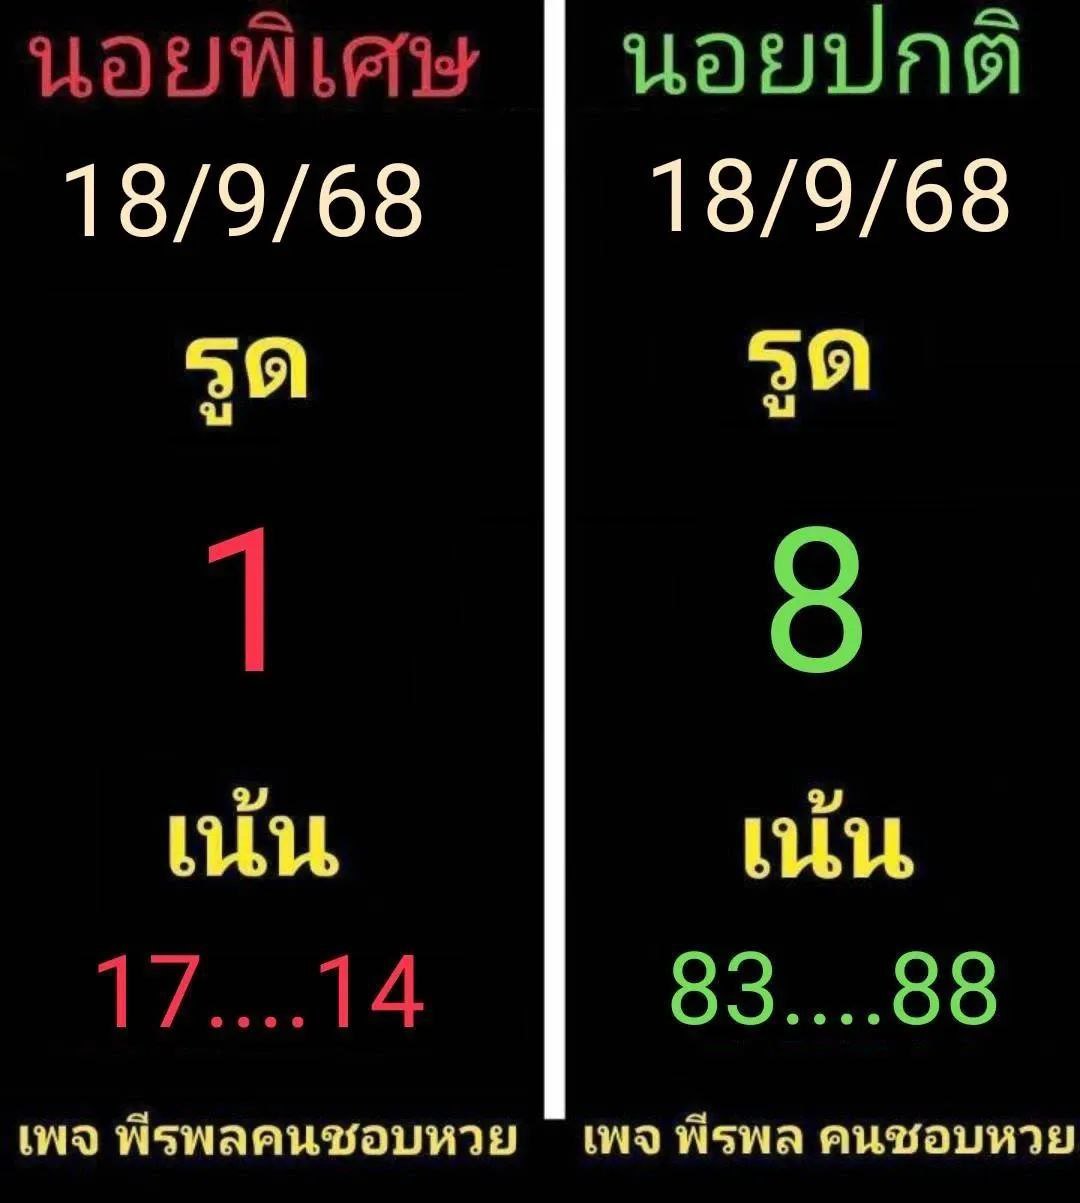 นอยพิเศษ
18/9/68
รูด
1
เน้น
17....14
เพจ พีรพลคนชอบหวย
นอยปกติ
18/9/68
รูด
8
เน้น
83....88
เพจ พีรพล คนชอบหวย